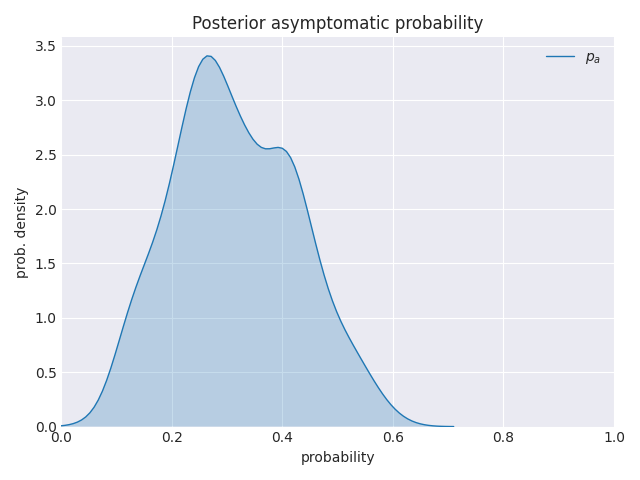 Posterior asymptomatic probability
3.5
3.0
2.5
2.0
1.5
1.0
0.5
0.0
prob. density
pₐ
0.0 0.2 0.4 0.6 0.8 1.0
probability